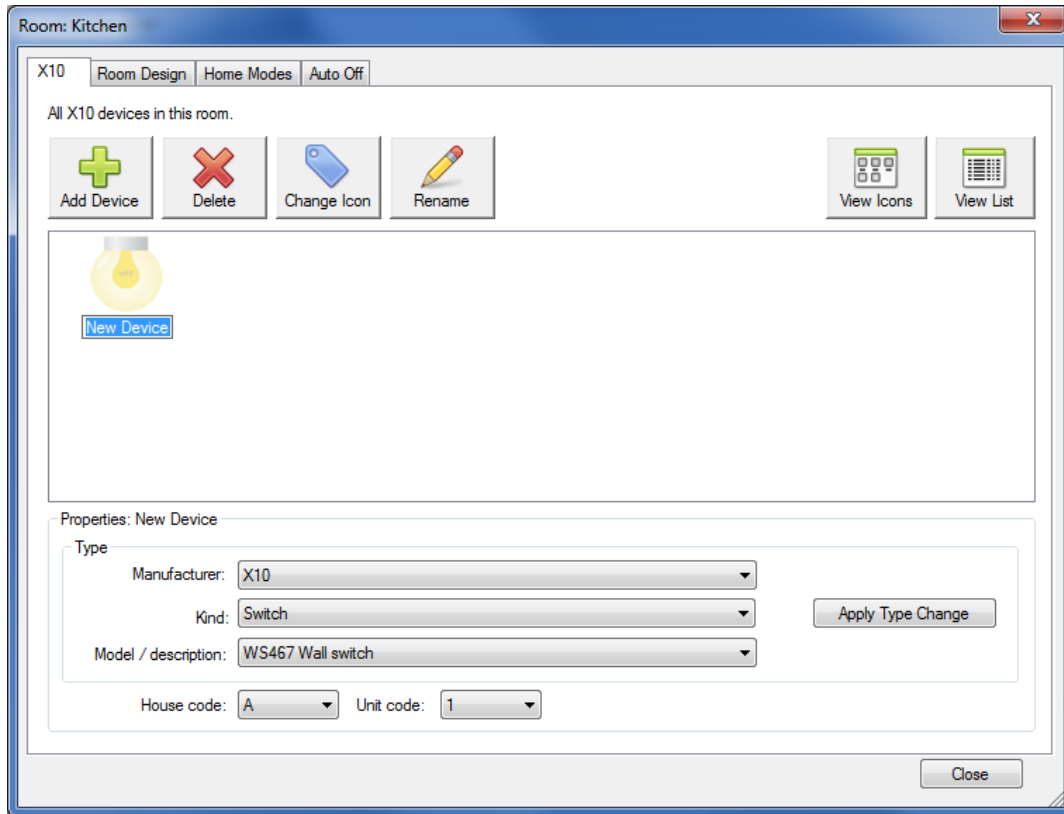 Room: Kitchen
X10 Room Design Home Modes Auto Off
All X10 devices in this room.
Add Device Delete Change Icon Rename View Icons View List
New Device
Properties: New Device
Type
Manufacturer: X10
Kind: Switch Apply Type Change
Model / description: WS467 Wall switch
House code: A Unit code: 1
Close